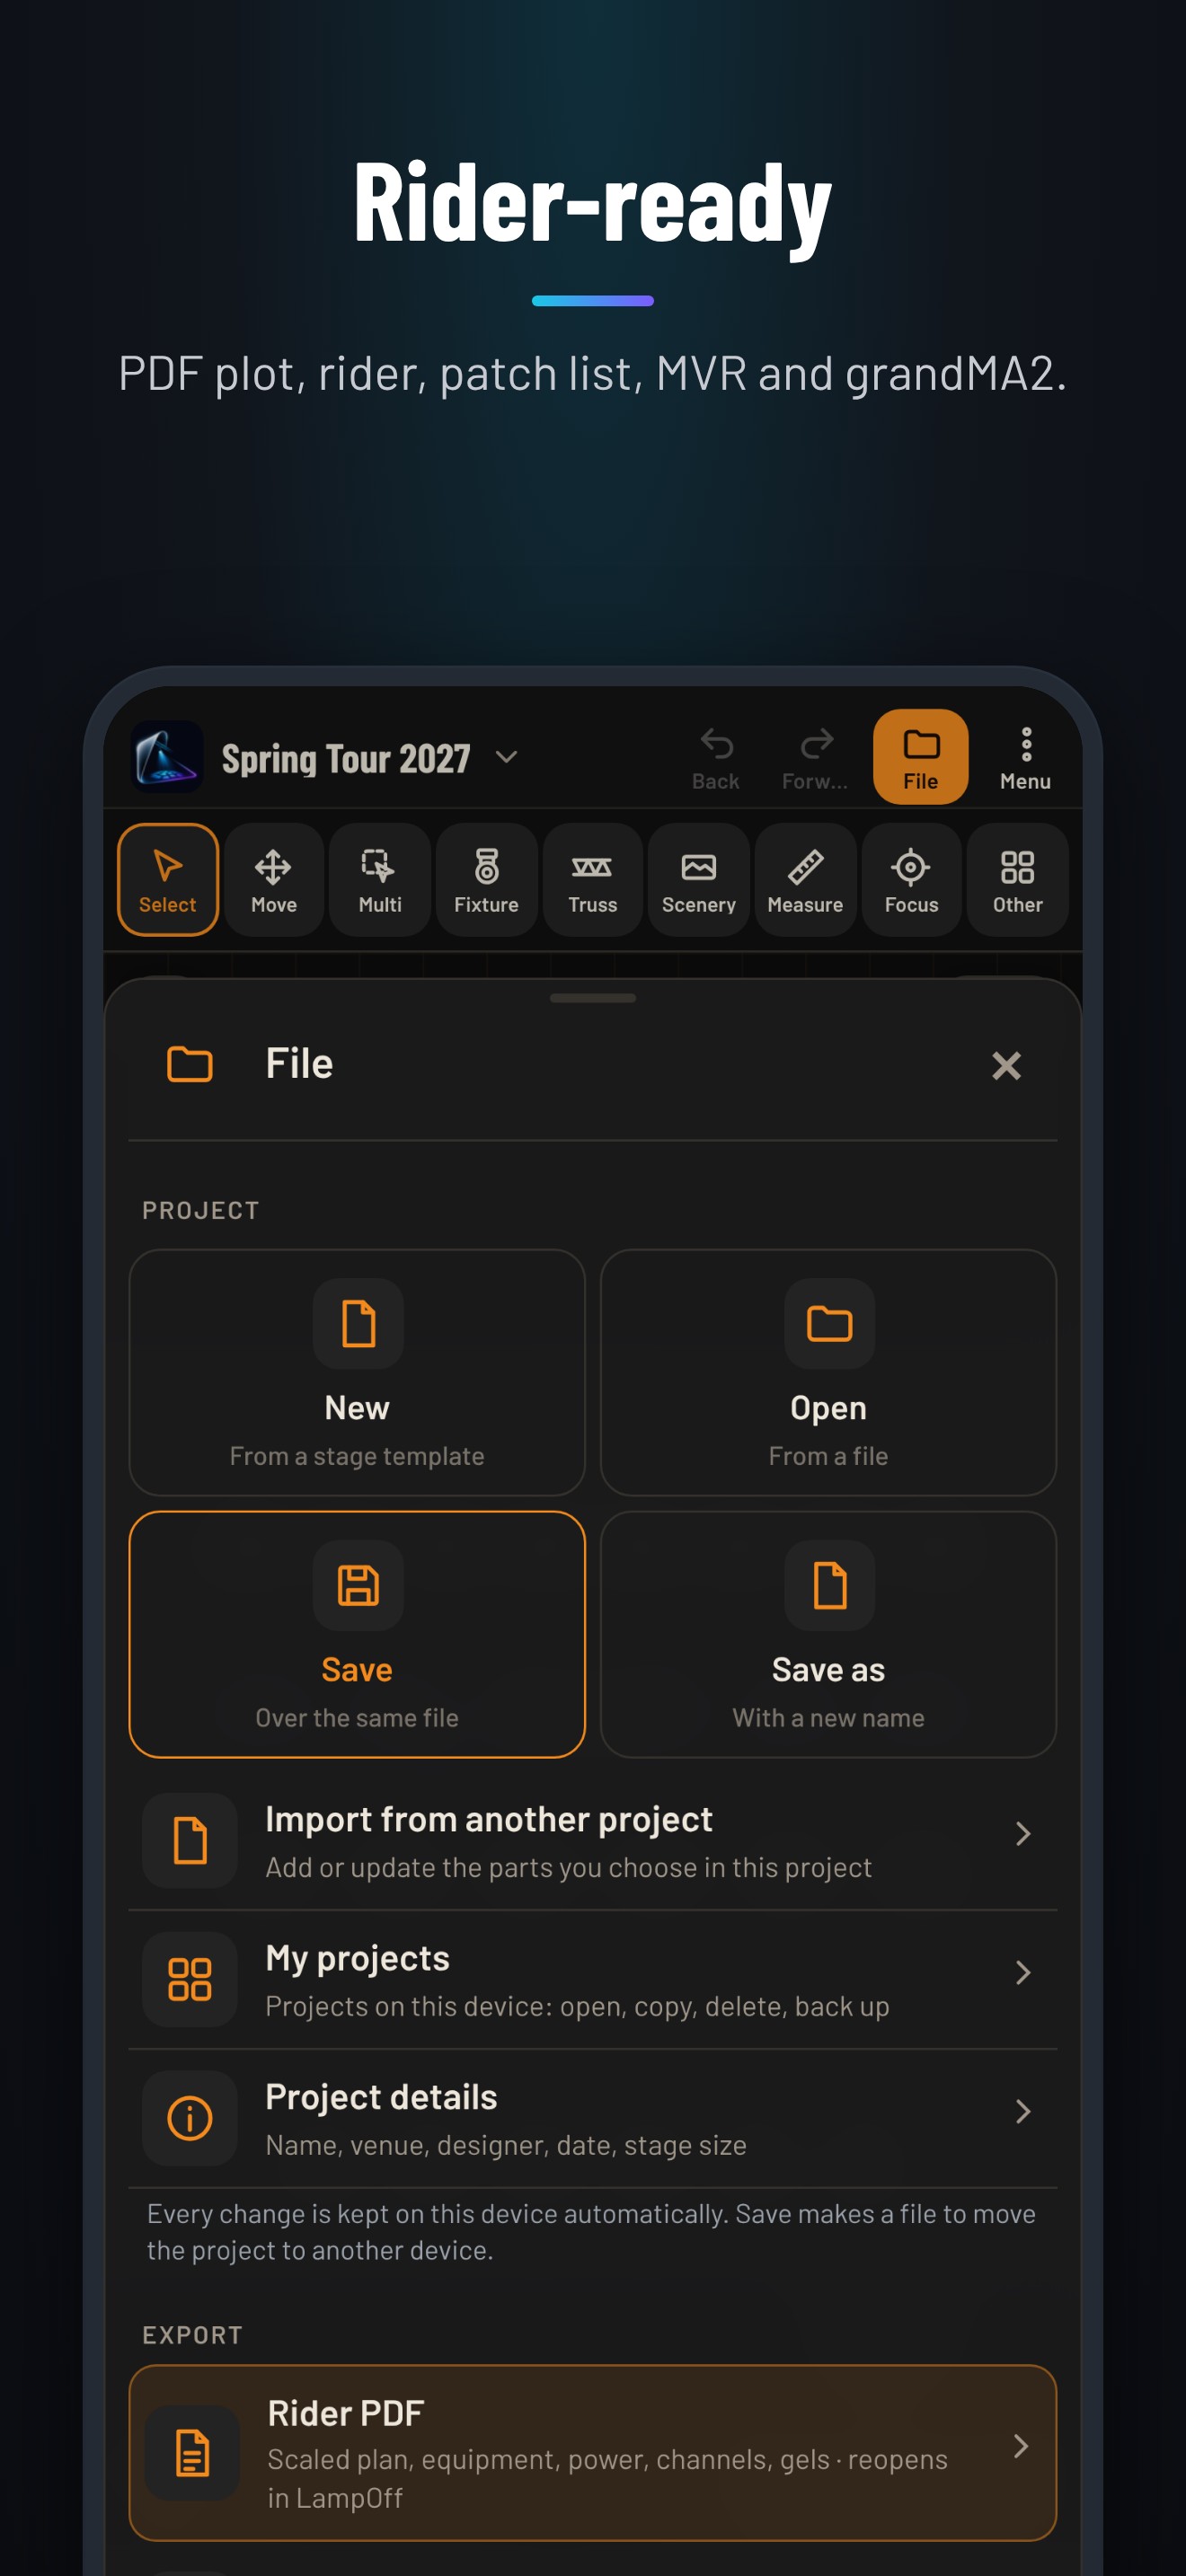 Rider-ready
PDF plot, rider, patch list, MVR and grandMA2.
Spring Tour 2027
Back
Forw...
File
Menu
Select
Move
Multi
Fixture
Truss
Scenery
Measure
Focus
Other
File
PROJECT
New
From a stage template
Open
From a file
Save
Over the same file
Save as
With a new name
Import from another project
Add or update the parts you choose in this project
My projects
Projects on this device: open, copy, delete, back up
Project details
Name, venue, designer, date, stage size
Every change is kept on this device automatically. Save makes a file to move
the project to another device.
EXPORT
Rider PDF
Scaled plan, equipment, power, channels, gels · reopens
in LampOff